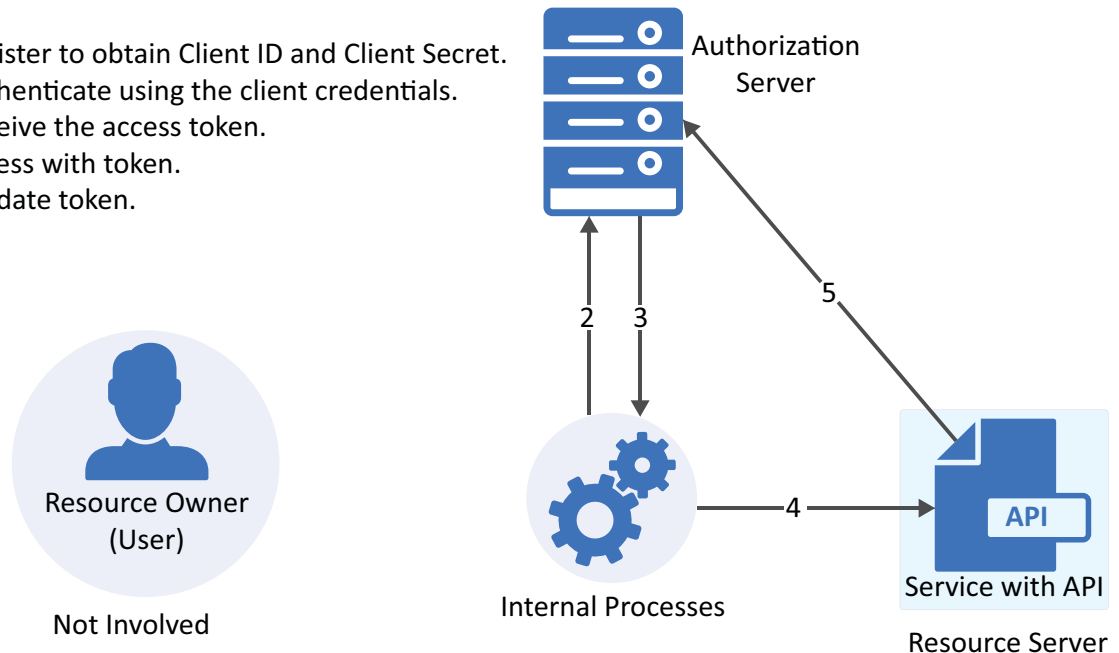 ister to obtain Client ID and Client Secret.
henticate using the client credentials.
eive the access token.
ess with token.
date token.
Authorization
Server
5
2
3
Resource Owner
(User)
4
API
Service with API
Internal Processes
Not Involved
Resource Server